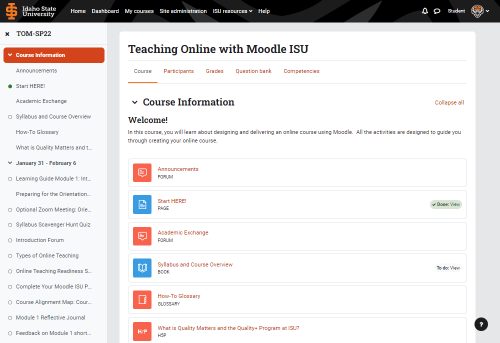 Idaho State
University
Home Dashboard My courses Site administration ISU resources Help
Student
TOM-SP22
Course Information
Announcements
Start HERE!
Academic Exchange
Syllabus and Course Overview
How-To Glossary
What is Quality Matters and t...
January 31 - February 6
Learning Guide Module 1: Int...
Preparing for the Orientation...
Optional Zoom Meeting: Orie...
Syllabus Scavenger Hunt Quiz
Introduction Forum
Types of Online Teaching
Online Teaching Readiness S...
Complete Your Moodle ISU P...
Course Alignment Map: Cour...
Module 1 Reflective Journal
Feedback on Module 1 short...
Teaching Online with Moodle ISU
Course Participants Grades Question bank Competencies
Course Information
Collapse all
Welcome!
In this course, you will learn about designing and delivering an online course using Moodle. All the activities are designed to guide you
through creating your online course.
Announcements
FORUM
Start HERE!
PAGE
Done: View
Academic Exchange
FORUM
Syllabus and Course Overview
BOOK
To do: View
How-To Glossary
GLOSSARY
What is Quality Matters and the Quality+ Program at ISU?
H5P
H5P
?